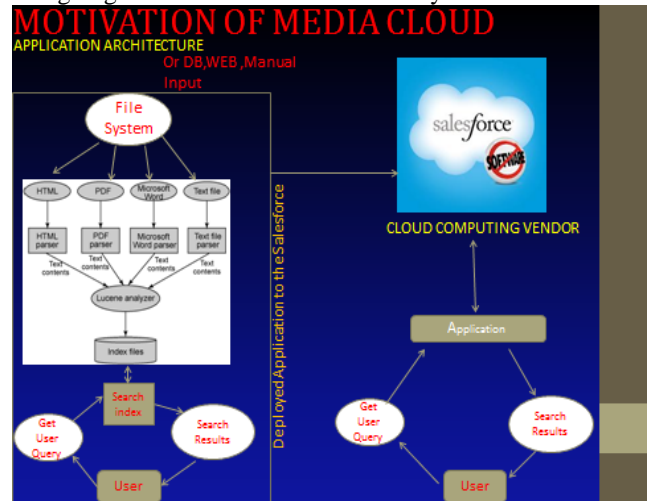 MOTIVATION OF MEDIA CLOUD
APPLICATION ARCHITECTURE
Or DB,WEB ,Manual
Input
File
System
HTML
PDF
Microsoft
Word
Text file
HTML
parser
PDF
parser
Microsoft
Word parser
Text file
parser
Text
contents
Text
contents
Text
contents
Text
contents
Lucene analyzer
Index files
Search
index
Get
User
Query
Search
Results
User
Deployed Application to the Salesforce
salesforce
SOFTWARE
CLOUD COMPUTING VENDOR
Application
Get
User
Query
Search
Results
User